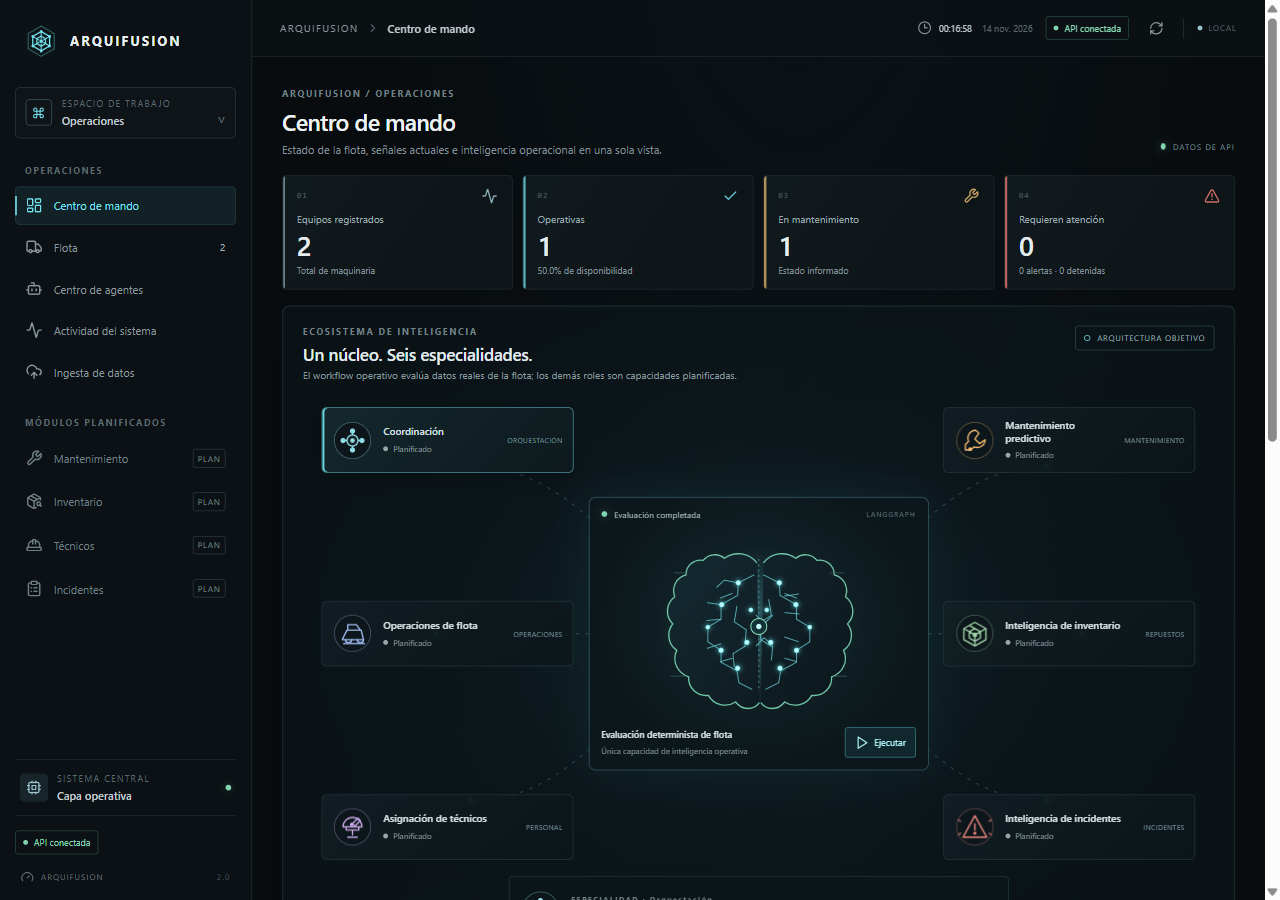 ARQUIFUSION
ESPACIO DE TRABAJO
Operaciones
OPERACIONES
Centro de mando
Flota 2
Centro de agentes
Actividad del sistema
Ingesta de datos
MÓDULOS PLANIFICADOS
Mantenimiento PLAN
Inventario PLAN
Técnicos PLAN
Incidentes PLAN
SISTEMA CENTRAL
Capa operativa
API conectada
ARQUIFUSION 2.0
ARQUIFUSION > Centro de mando
00:16:58 14 nov. 2026 API conectada LOCAL
ARQUIFUSION / OPERACIONES
Centro de mando
Estado de la flota, señales actuales e inteligencia operacional en una sola vista.
DATOS DE API
01
Equipos registrados
2
Total de maquinaria
02
Operativas
1
50.0% de disponibilidad
03
En mantenimiento
1
Estado informado
04
Requieren atención
0
0 alertas · 0 detenidas
ECOSISTEMA DE INTELIGENCIA
Un núcleo. Seis especialidades.
El workflow operativo evalúa datos reales de la flota; los demás roles son capacidades planificadas.
ARQUITECTURA OBJETIVO
Coordinación
Planificado
ORQUESTACIÓN
Mantenimiento
predictivo
Planificado
MANTENIMIENTO
Evaluación completada LANGGRAPH
Operaciones de flota
Planificado
OPERACIONES
Inteligencia de inventario
Planificado
REPUESTOS
Evaluación determinista de flota
Única capacidad de inteligencia operativa
Ejecutar
Asignación de técnicos
Planificado
PERSONAL
Inteligencia de incidentes
Planificado
INCIDENTES
ESPECIALIDAD · Orquestación